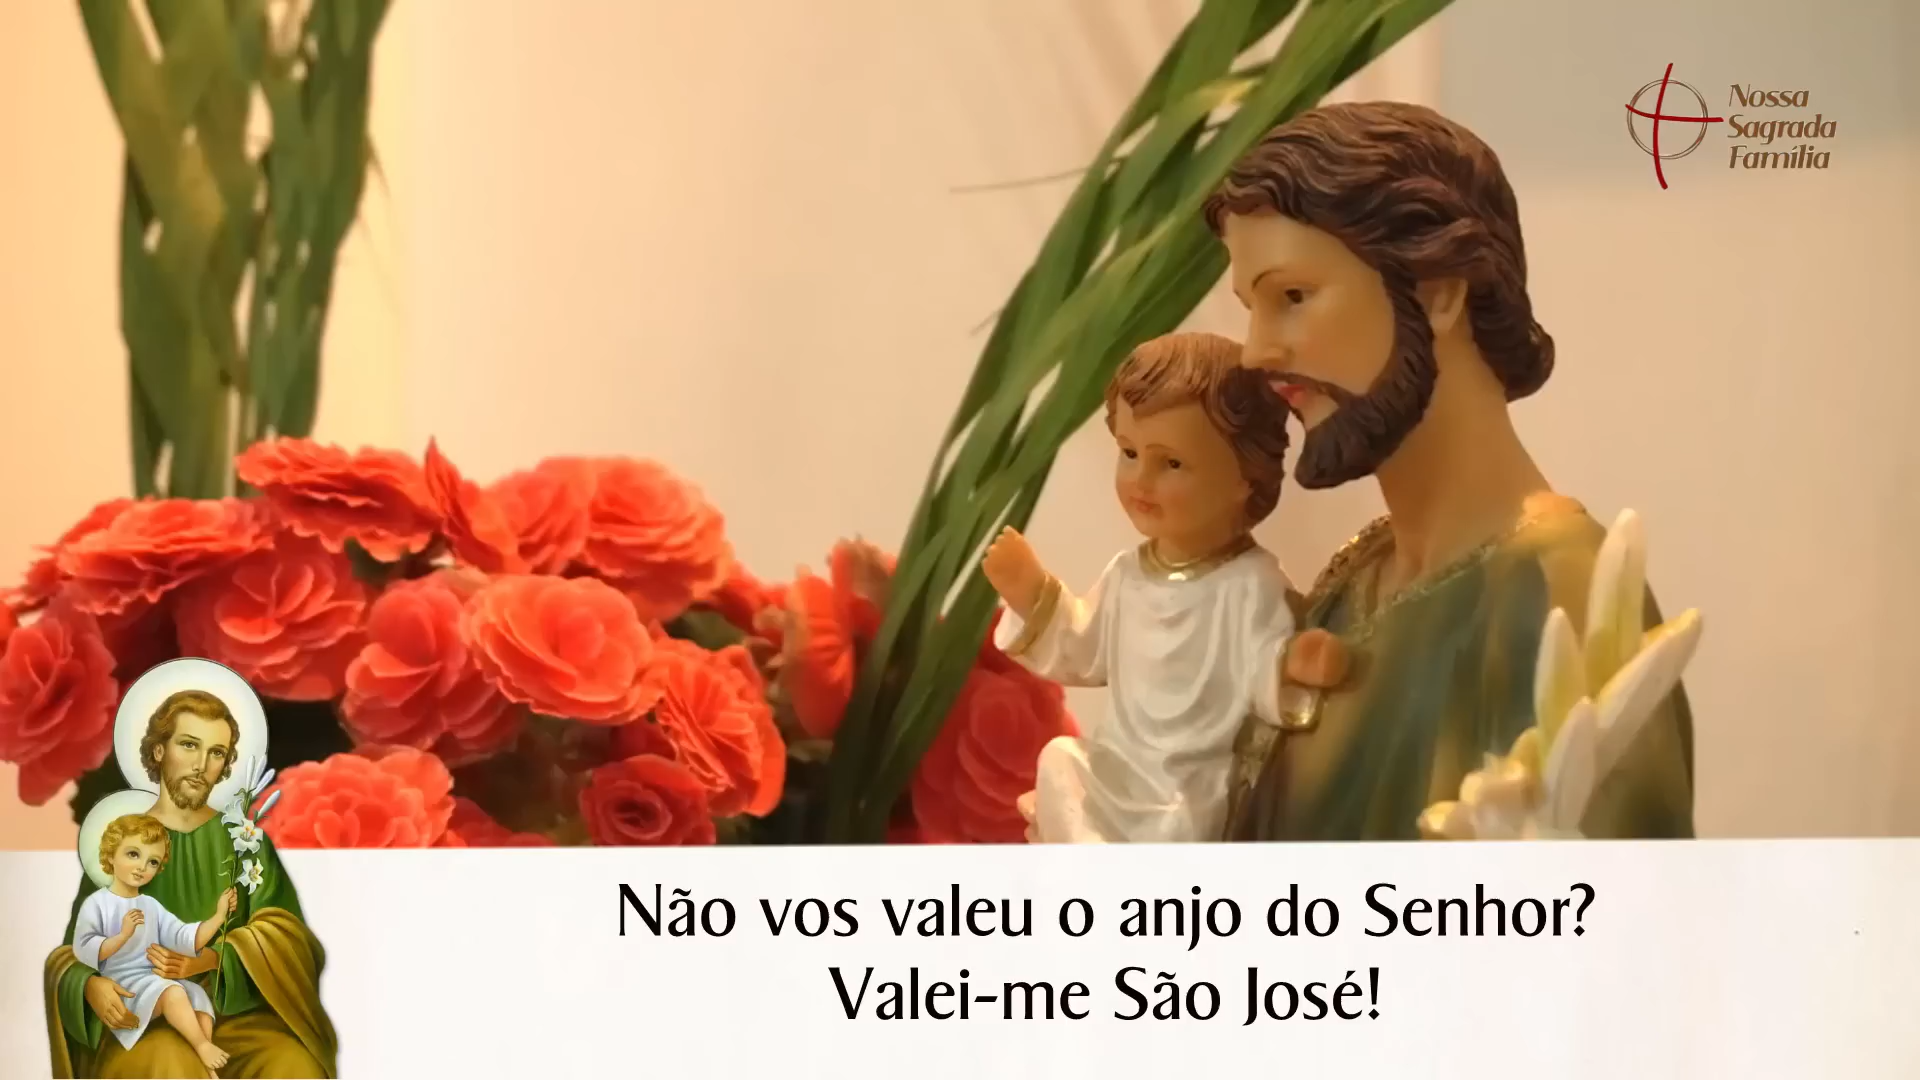 Nossa
Sagrada
Família
Não vos valeu o anjo do Senhor?
Valei-me São José!